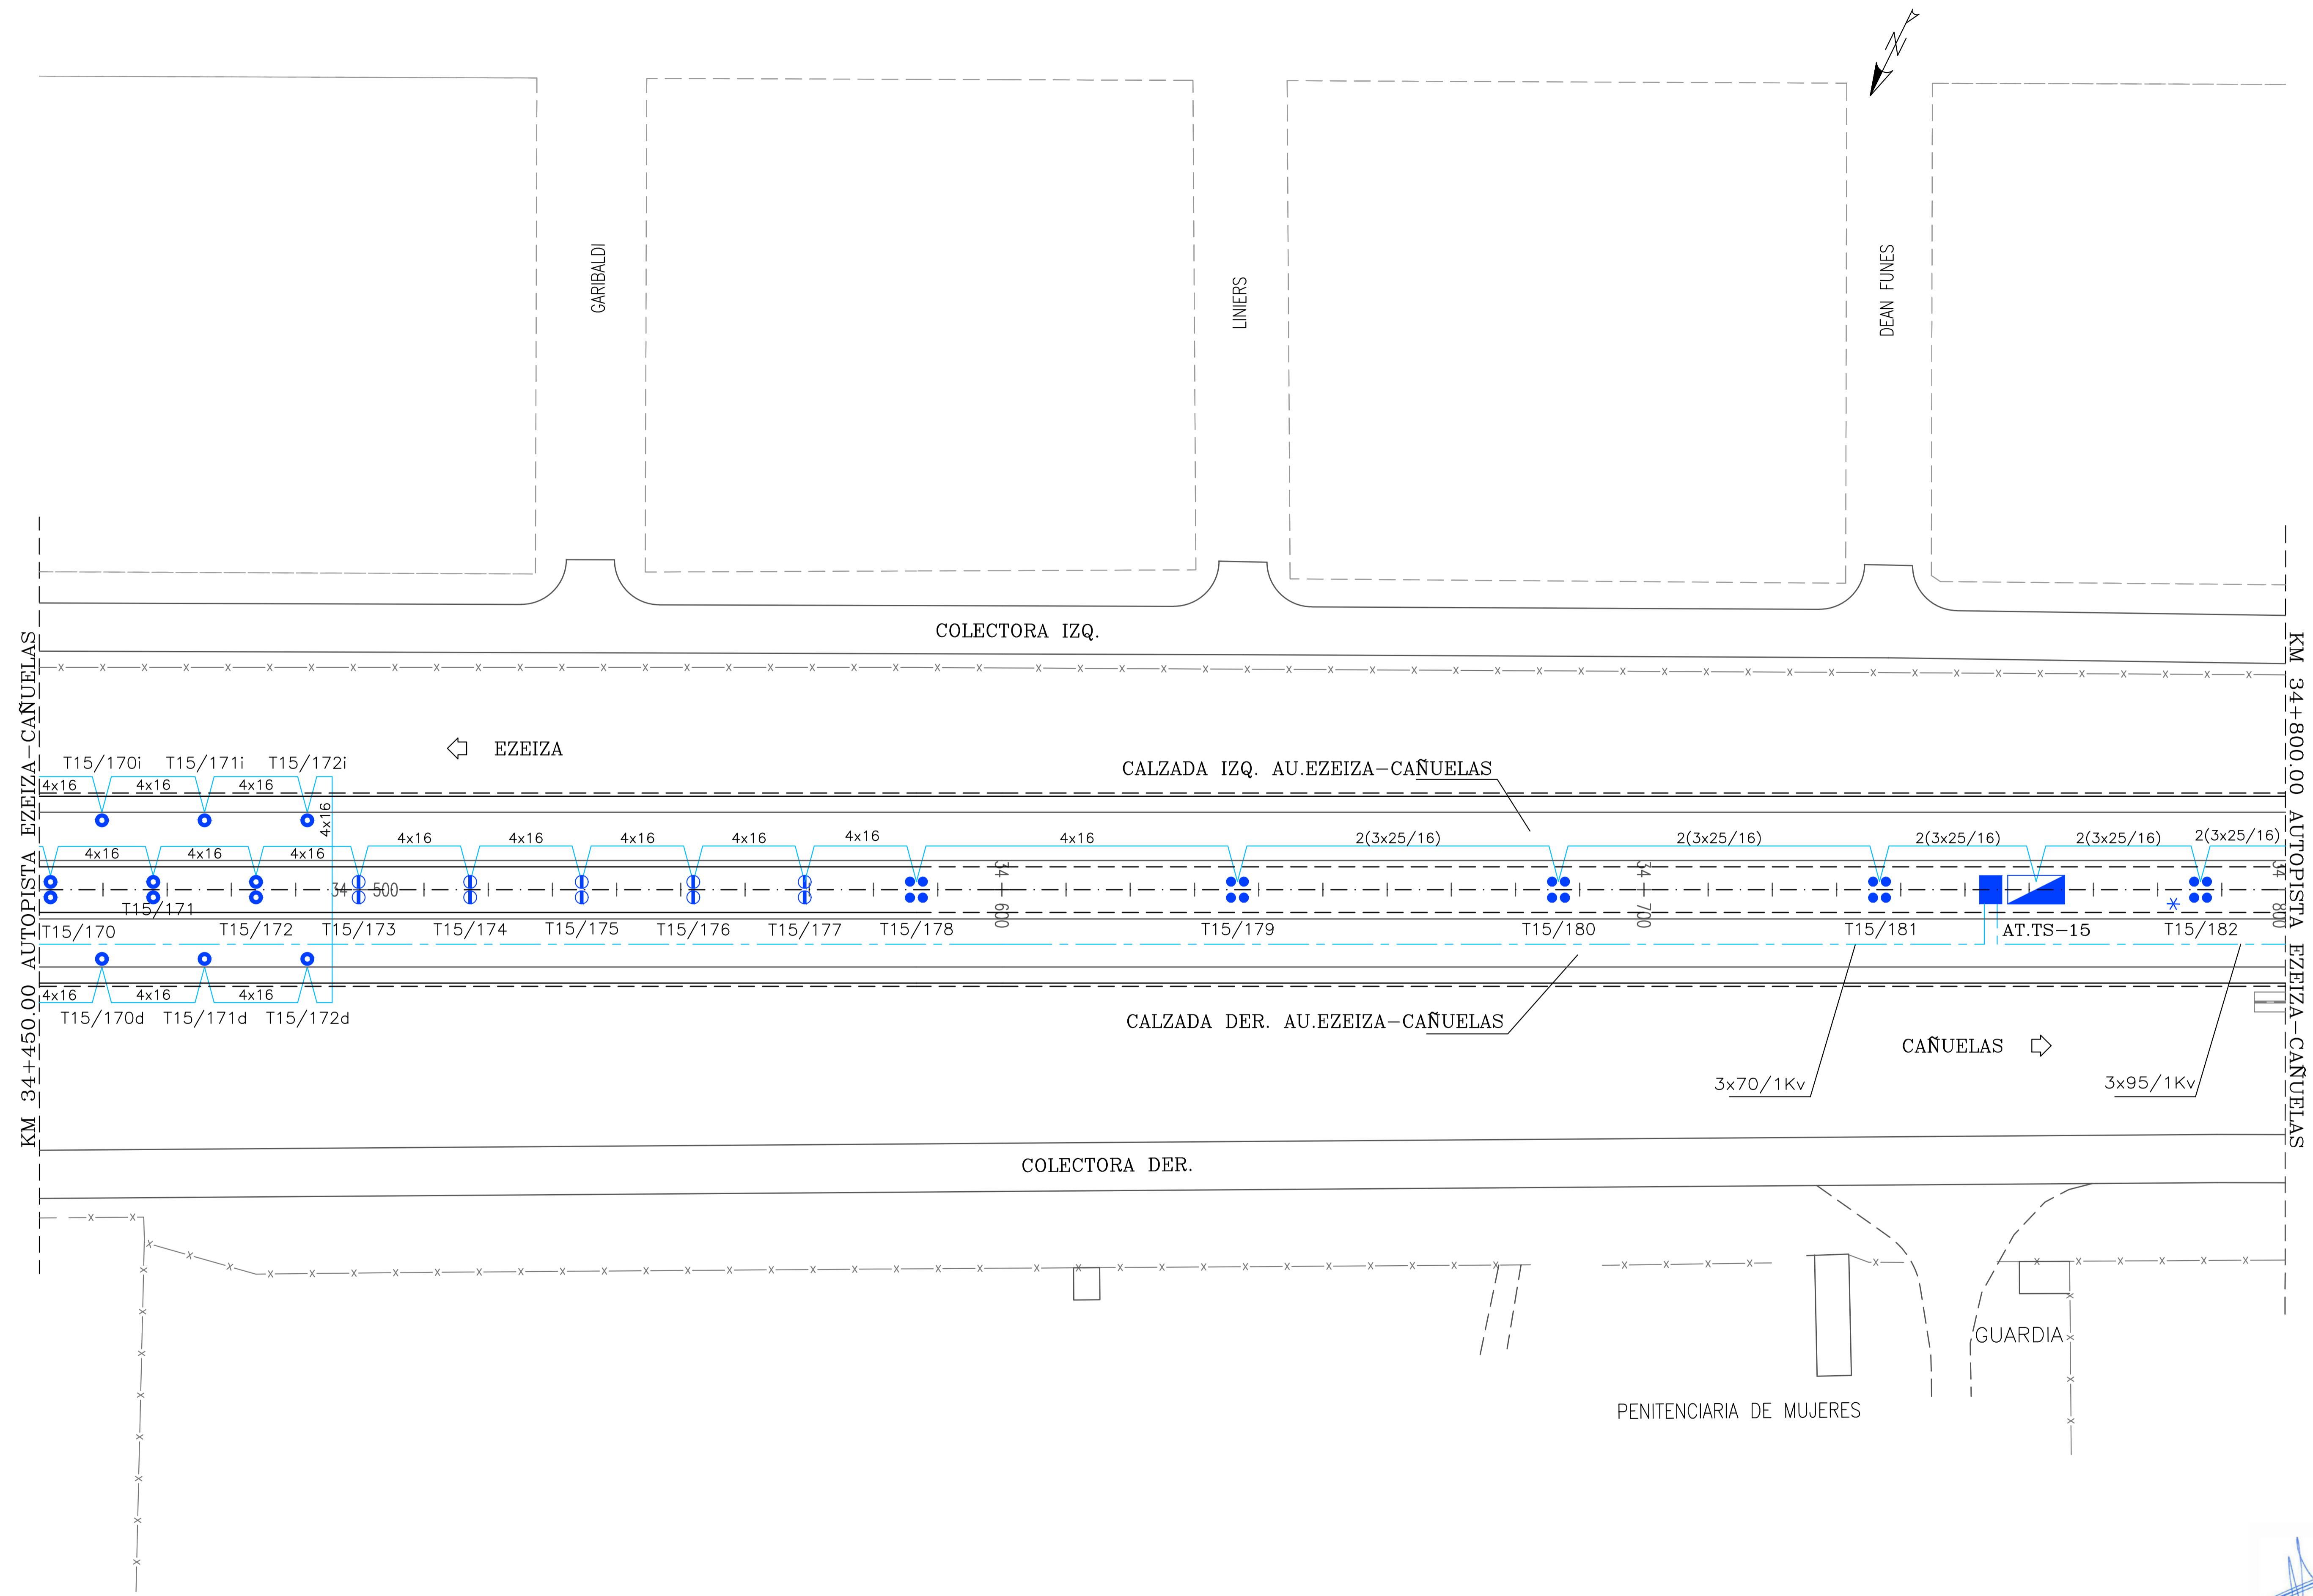 N
GARIBALDI
LINIERS
DEAN FUNES
COLECTORA IZQ.
KM 34+450.00 AUTOPISTA EZEIZA-CAÑUELAS
KM 34+800.00 AUTOPISTA EZEIZA-CAÑUELAS
EZEIZA
T15/170i
T15/171i
T15/172i
CALZADA IZQ. AU.EZEIZA-CAÑUELAS
4x16
4x16
4x16
4x16
4x16
4x16
4x16
4x16
4x16
4x16
4x16
4x16
4x16
2(3x25/16)
2(3x25/16)
2(3x25/16)
2(3x25/16)
2(3x25/16)
34
500
34
600
34
700
34
800
T15/170
T15/171
T15/172
T15/173
T15/174
T15/175
T15/176
T15/177
T15/178
T15/179
T15/180
T15/181
AT.TS-15
T15/182
4x16
4x16
4x16
T15/170d
T15/171d
T15/172d
CALZADA DER. AU.EZEIZA-CAÑUELAS
CAÑUELAS
3x70/1Kv
3x95/1Kv
COLECTORA DER.
GUARDIA
PENITENCIARIA DE MUJERES